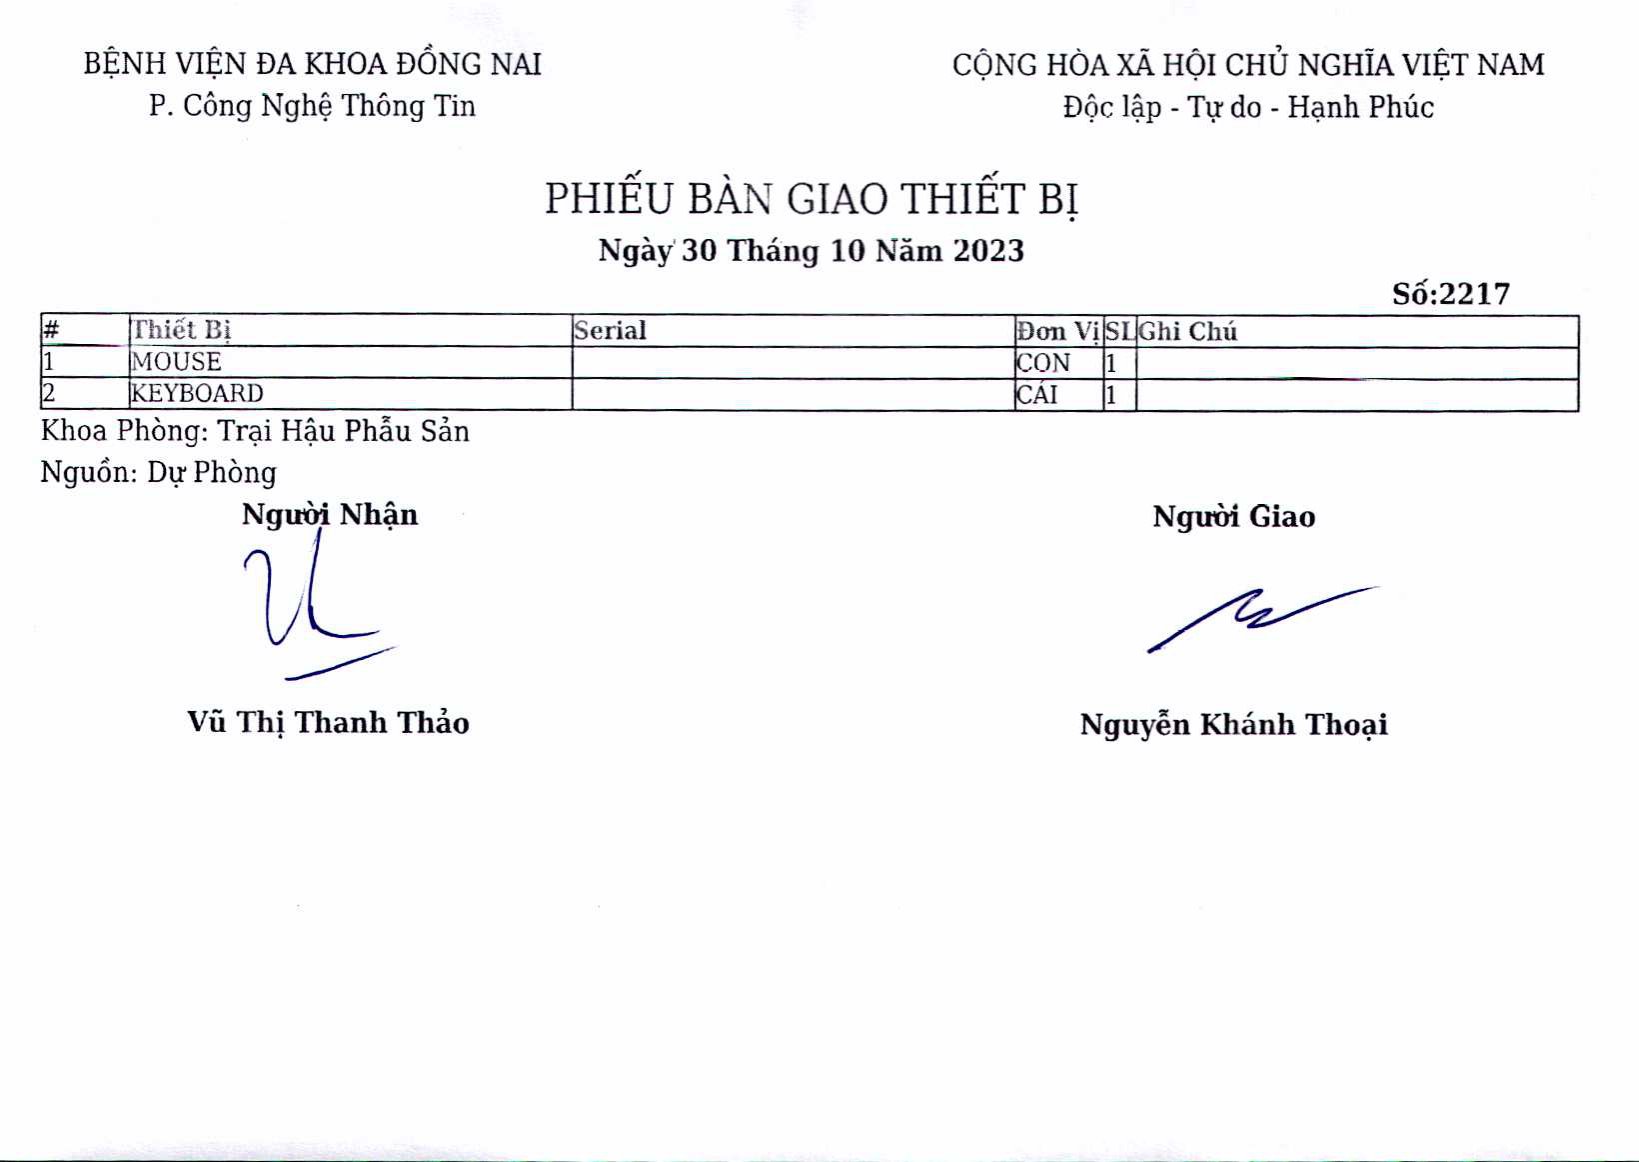 BỆNH VIỆN ĐA KHOA ĐỒNG NAI
P. Công Nghệ Thông Tin
CỘNG HÒA XÃ HỘI CHỦ NGHĨA VIỆT NAM
Độc lập - Tự do - Hạnh Phúc
PHIẾU BÀN GIAO THIẾT BỊ
Ngày 30 Tháng 10 Năm 2023
Số:2217
# Thiết Bị Serial Đơn Vị SL Ghi Chú
1 MOUSE CON 1
2 KEYBOARD CÁI 1
Khoa Phòng: Trại Hậu Phẫu Sản
Nguồn: Dự Phòng
Người Nhận Người Giao
Vũ Thị Thanh Thảo Nguyễn Khánh Thoại